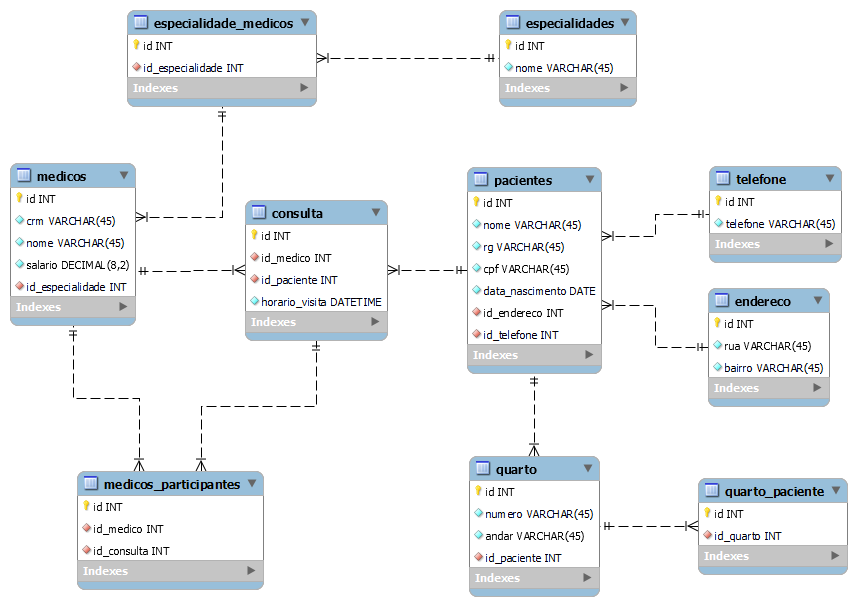 especialidade_medicos
id INT
id_especialidade INT
Indexes
especialidades
id INT
nome VARCHAR(45)
Indexes
medicos
id INT
crm VARCHAR(45)
nome VARCHAR(45)
salario DECIMAL(8,2)
id_especialidade INT
Indexes
consulta
id INT
id_medico INT
id_paciente INT
horario_visita DATETIME
Indexes
pacientes
id INT
nome VARCHAR(45)
rg VARCHAR(45)
cpf VARCHAR(45)
data_nascimento DATE
id_endereco INT
id_telefone INT
Indexes
telefone
id INT
telefone VARCHAR(45)
Indexes
endereco
id INT
rua VARCHAR(45)
bairro VARCHAR(45)
Indexes
medicos_participantes
id INT
id_medico INT
id_consulta INT
Indexes
quarto
id INT
numero VARCHAR(45)
andar VARCHAR(45)
id_paciente INT
Indexes
quarto_paciente
id INT
id_quarto INT
Indexes